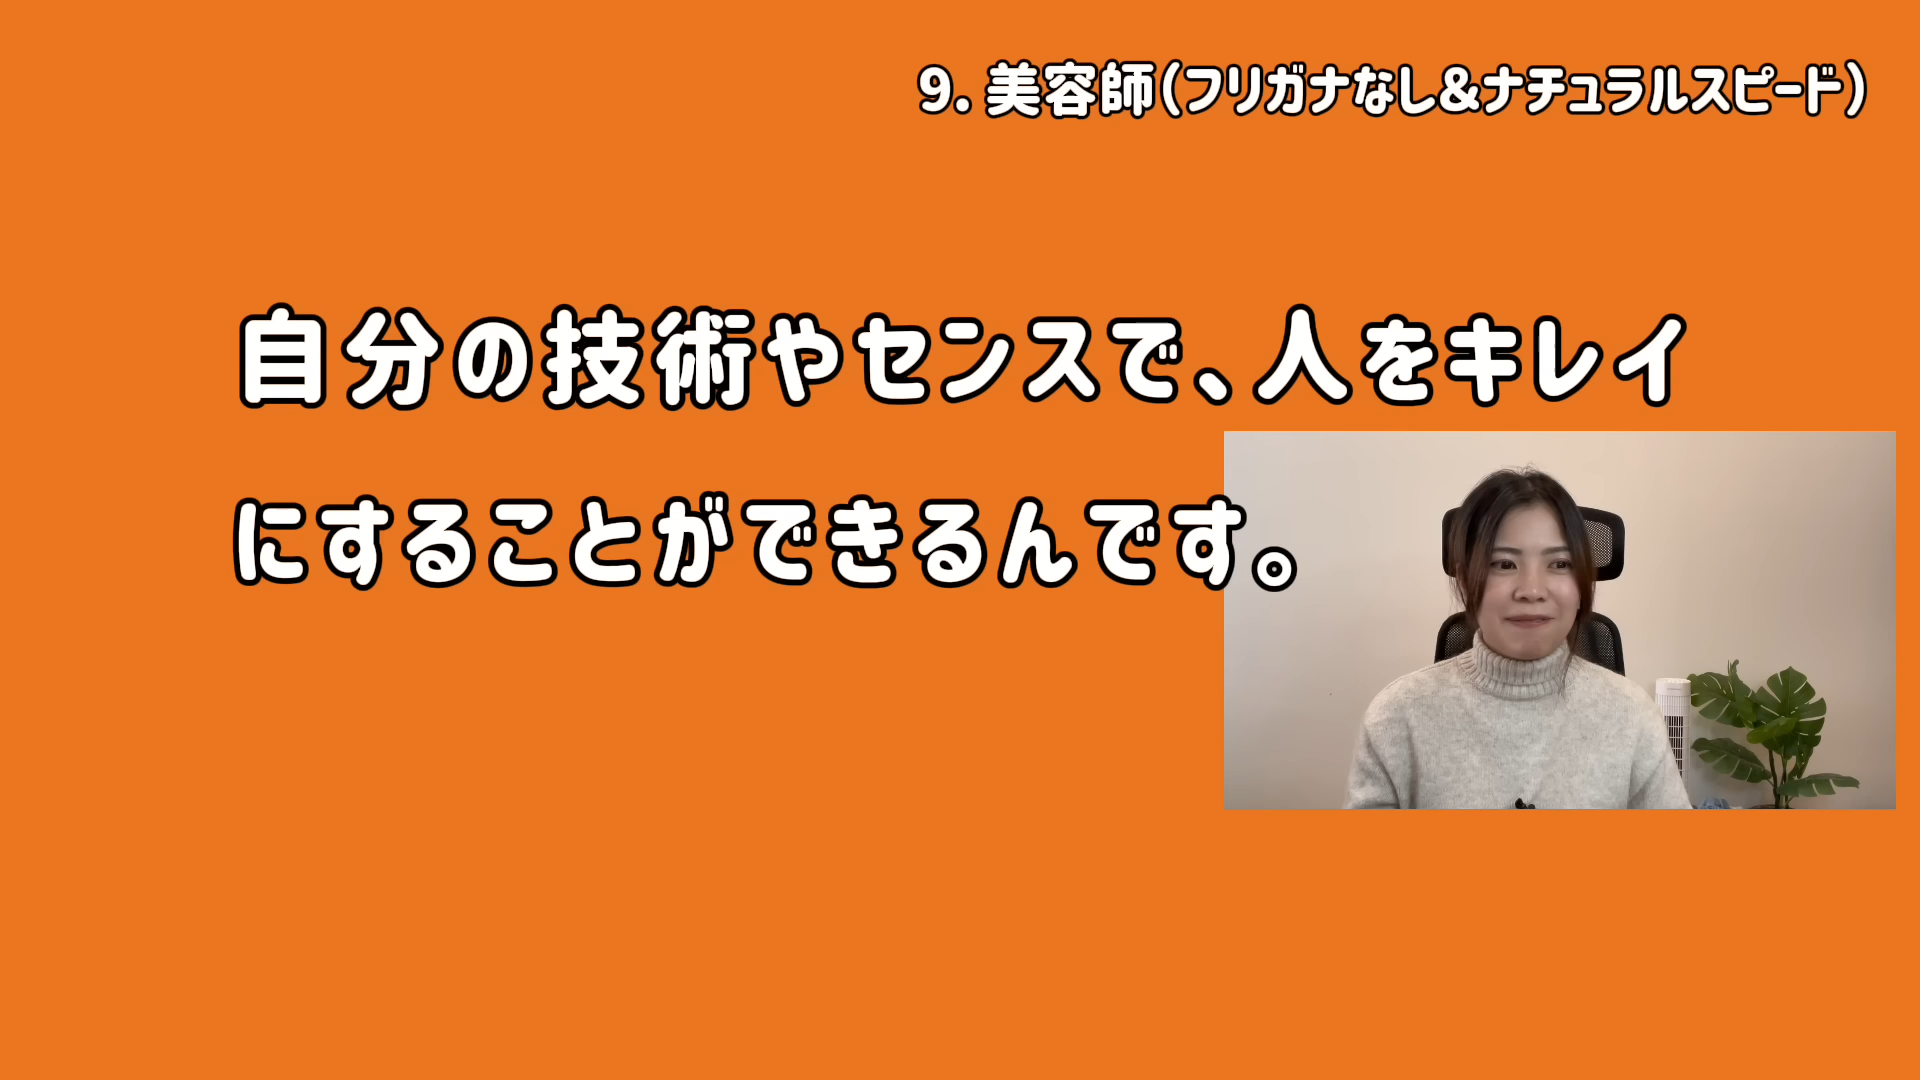 9. 美容師(フリガナなし&ナチュラルスピード)
自分の技術やセンスで、人をキレイ
にすることができるんです。